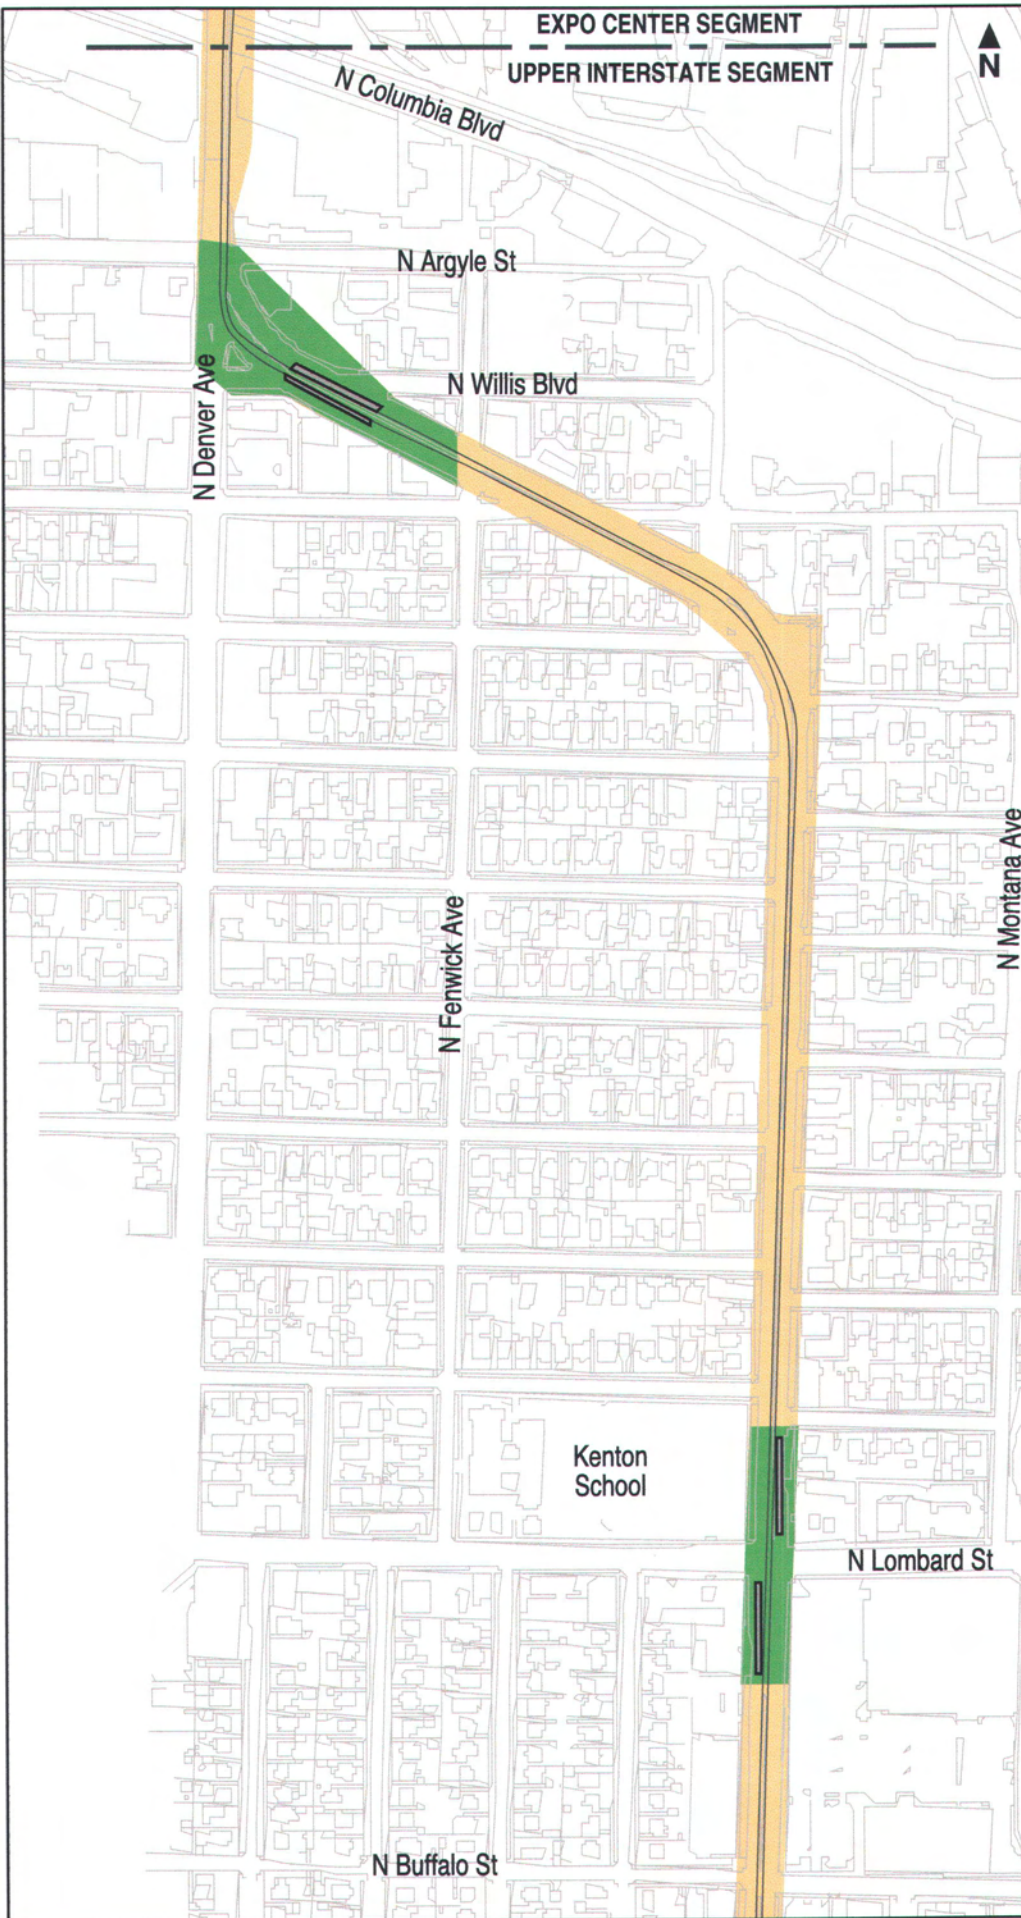 EXPO CENTER SEGMENT
UPPER INTERSTATE SEGMENT
N
N Columbia Blvd
N Argyle St
N Willis Blvd
N Denver Ave
N Montana Ave
N Fenwick Ave
Kenton
School
N Lombard St
N Buffalo St